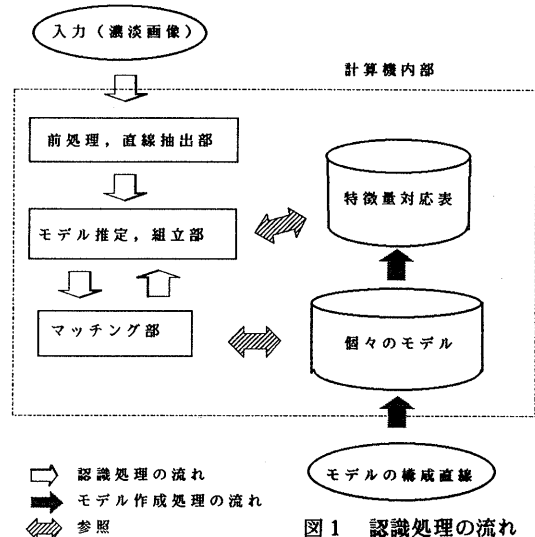 入力（濃淡画像）
計算機内部
前処理，直線抽出部
特徴量対応表
モデル推定，組立部
マッチング部
個々のモデル
モデルの構成直線
認識処理の流れ
モデル作成処理の流れ
参照
図1 認識処理の流れ